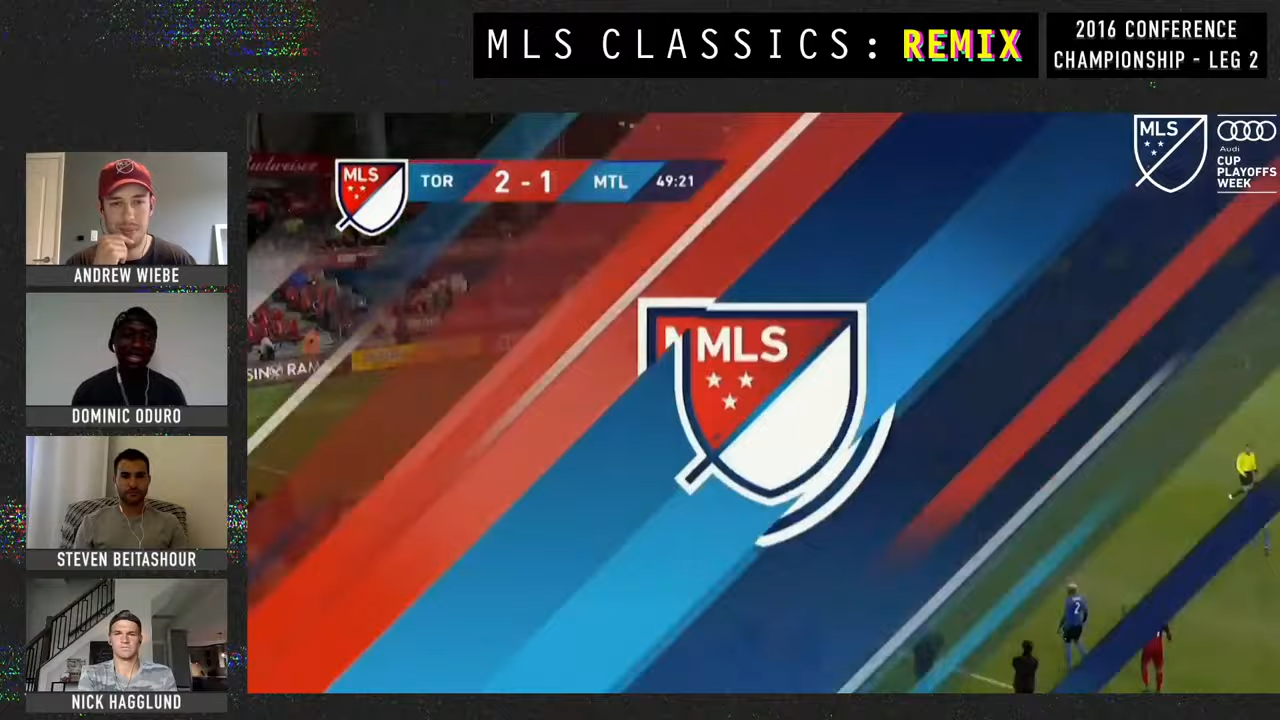 MLS CLASSICS: REMIX
2016 CONFERENCE
CHAMPIONSHIP - LEG 2
MLS
Audi
CUP
PLAYOFFS
WEEK
Budweiser
MLS
TOR 2 - 1 MTL 49:21
ANDREW WIEBE
MLS
DOMINIC ODURO
2
STEVEN BEITASHOUR
NICK HAGGLUND